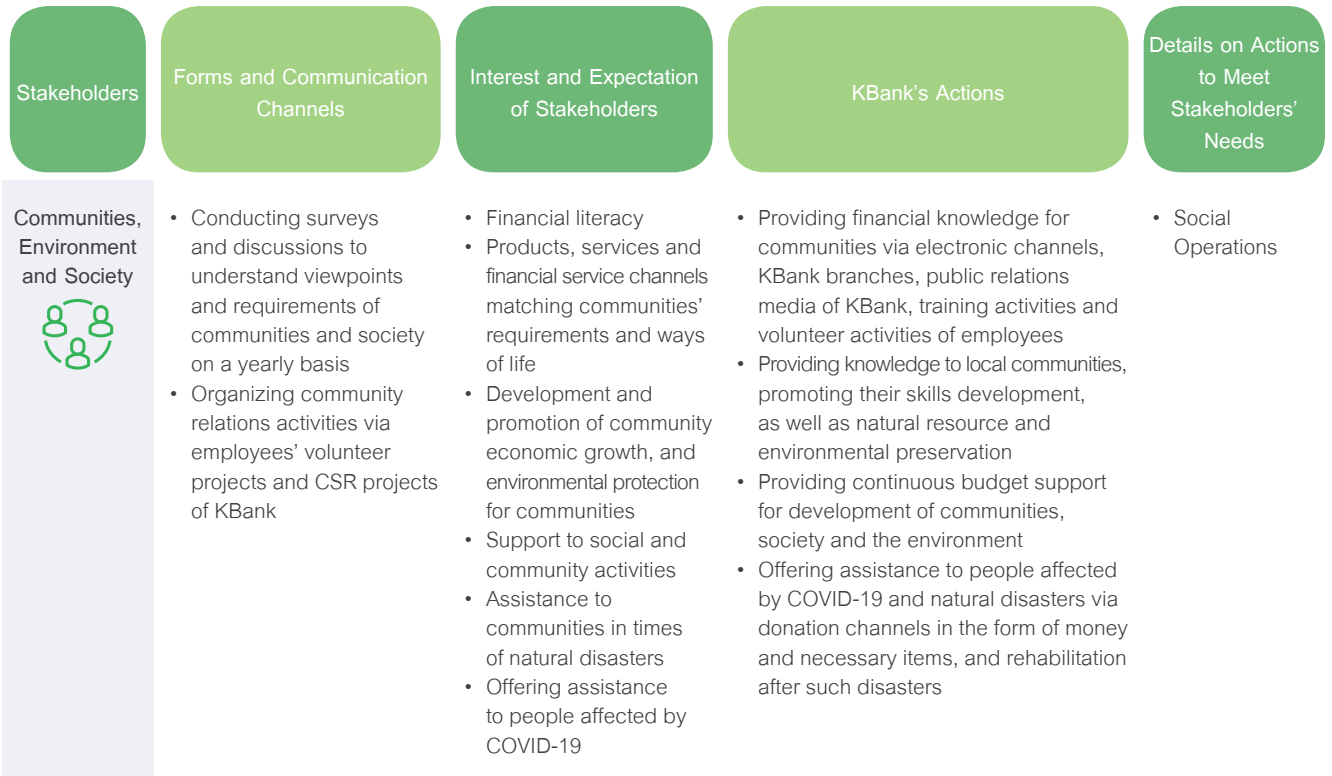 Stakeholders
Forms and Communication
Channels
Interest and Expectation
of Stakeholders
KBank's Actions
Details on Actions
to Meet
Stakeholders'
Needs
Communities,
Environment
and Society
• Conducting surveys
and discussions to
understand viewpoints
and requirements of
communities and society
on a yearly basis
• Organizing community
relations activities via
employees' volunteer
projects and CSR projects
of KBank
• Financial literacy
• Products, services and
financial service channels
matching communities'
requirements and ways
of life
• Development and
promotion of community
economic growth, and
environmental protection
for communities
• Support to social and
community activities
• Assistance to
communities in times
of natural disasters
• Offering assistance
to people affected by
COVID-19
• Providing financial knowledge for
communities via electronic channels,
KBank branches, public relations
media of KBank, training activities and
volunteer activities of employees
• Providing knowledge to local communities,
promoting their skills development,
as well as natural resource and
environmental preservation
• Providing continuous budget support
for development of communities,
society and the environment
• Offering assistance to people affected
by COVID-19 and natural disasters via
donation channels in the form of money
and necessary items, and rehabilitation
after such disasters
• Social
Operations